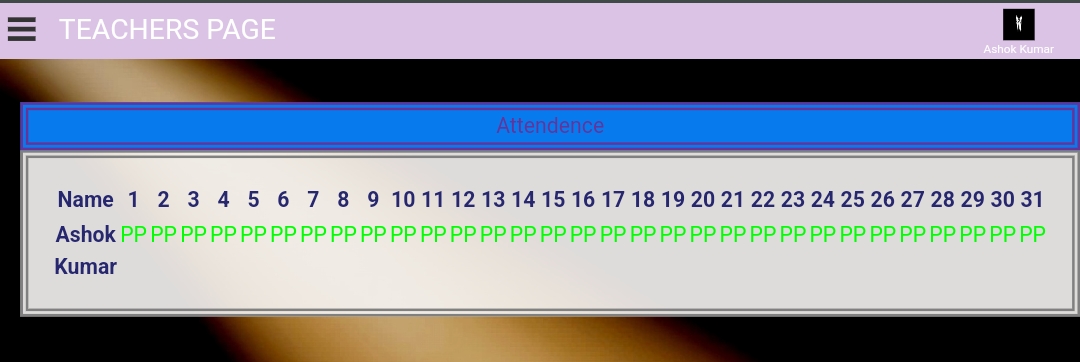 TEACHERS PAGE
Ashok Kumar
Attendence
Name 1 2 3 4 5 6 7 8 9 10 11 12 13 14 15 16 17 18 19 20 21 22 23 24 25 26 27 28 29 30 31
Ashok PP PP PP PP PP PP PP PP PP PP PP PP PP PP PP PP PP PP PP PP PP PP PP PP PP PP PP PP PP PP PP
Kumar